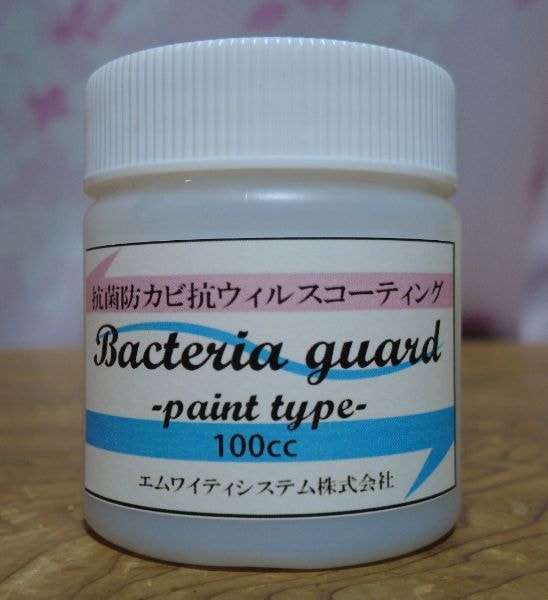 抗菌防カビ抗ウィルスコーティング
Bacteria guard
-paint type-
100cc
エムワイティシステム株式会社